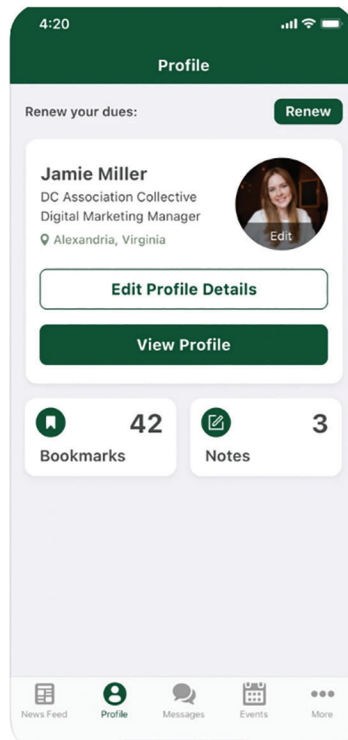 4:20
Profile
Renew your dues:
Renew
Jamie Miller
DC Association Collective
Digital Marketing Manager
Alexandria, Virginia
Edit
Edit Profile Details
View Profile
42
Bookmarks
3
Notes
News Feed
Profile
Messages
Events
More